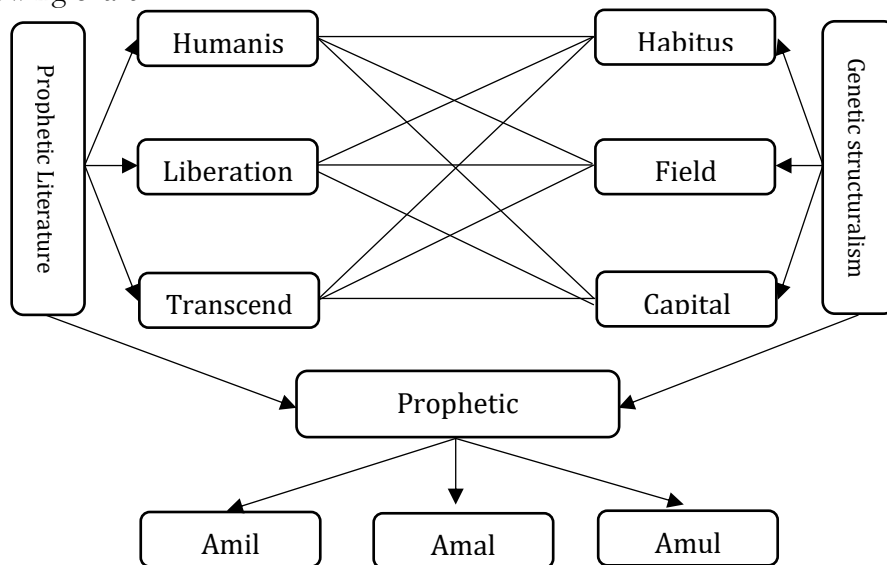 Humanis
Habitus
Prophetic Literature
Genetic structuralism
Liberation
Field
Transcend
Capital
Prophetic
Amil
Amal
Amul